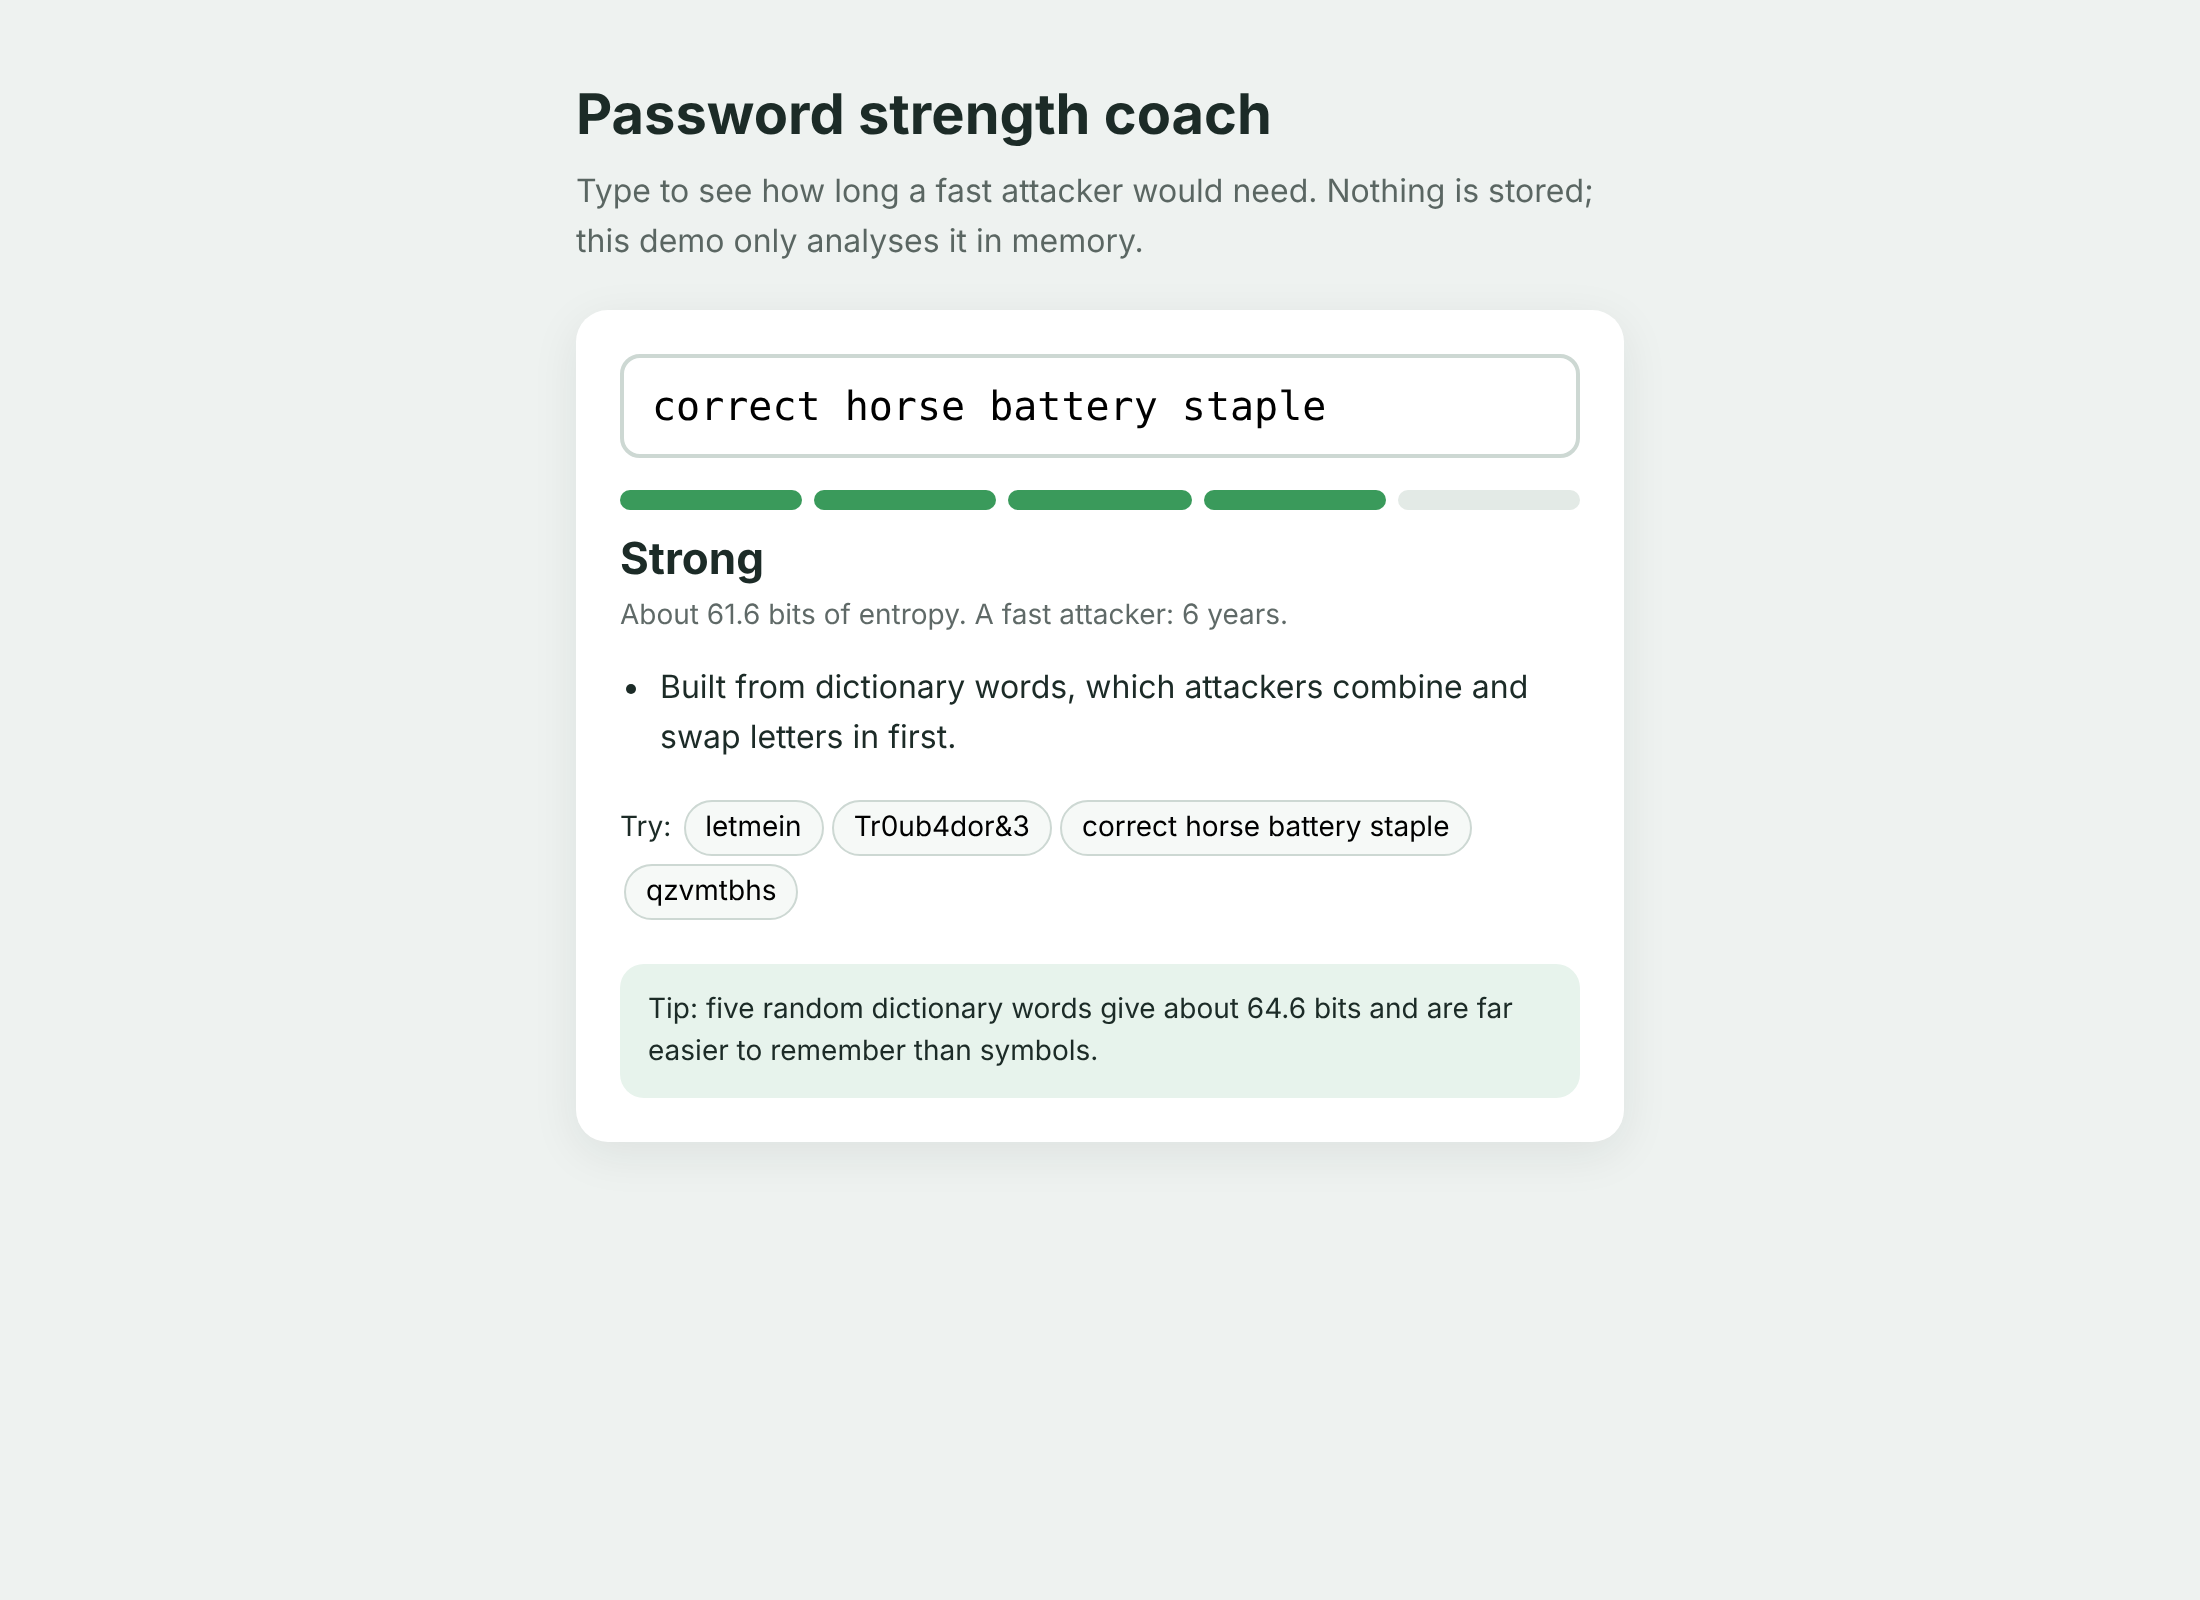 Password strength coach
Type to see how long a fast attacker would need. Nothing is stored;
this demo only analyses it in memory.
correct horse battery staple
Strong
About 61.6 bits of entropy. A fast attacker: 6 years.
• Built from dictionary words, which attackers combine and
swap letters in first.
Try: letmein Tr0ub4dor&3 correct horse battery staple
qzvmtbhs
Tip: five random dictionary words give about 64.6 bits and are far
easier to remember than symbols.